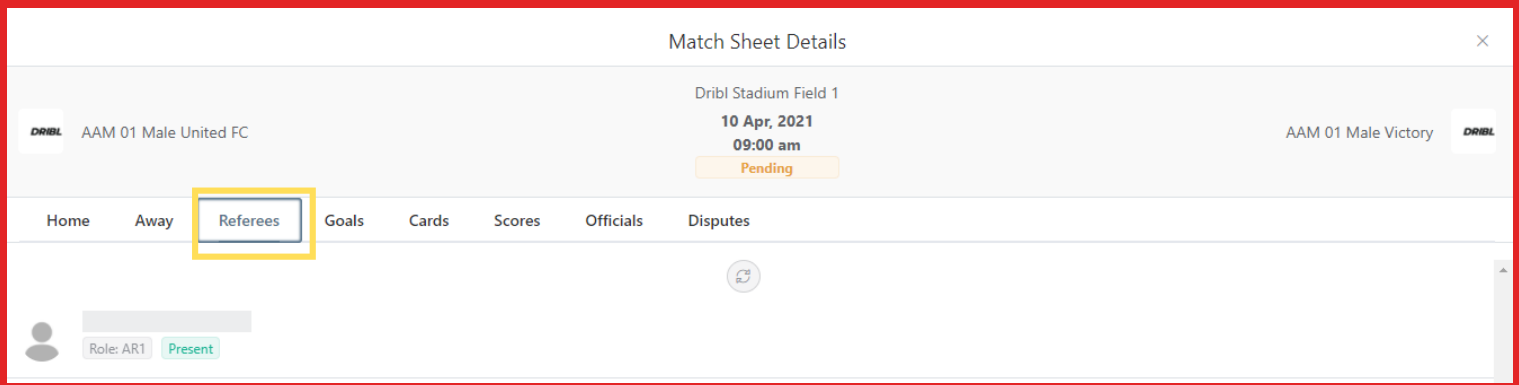 Match Sheet Details
Dribl Stadium Field 1
DRIBL AAM 01 Male United FC
10 Apr, 2021
09:00 am
Pending
AAM 01 Male Victory DRIBL
Home Away Referees Goals Cards Scores Officials Disputes
Role: AR1 Present